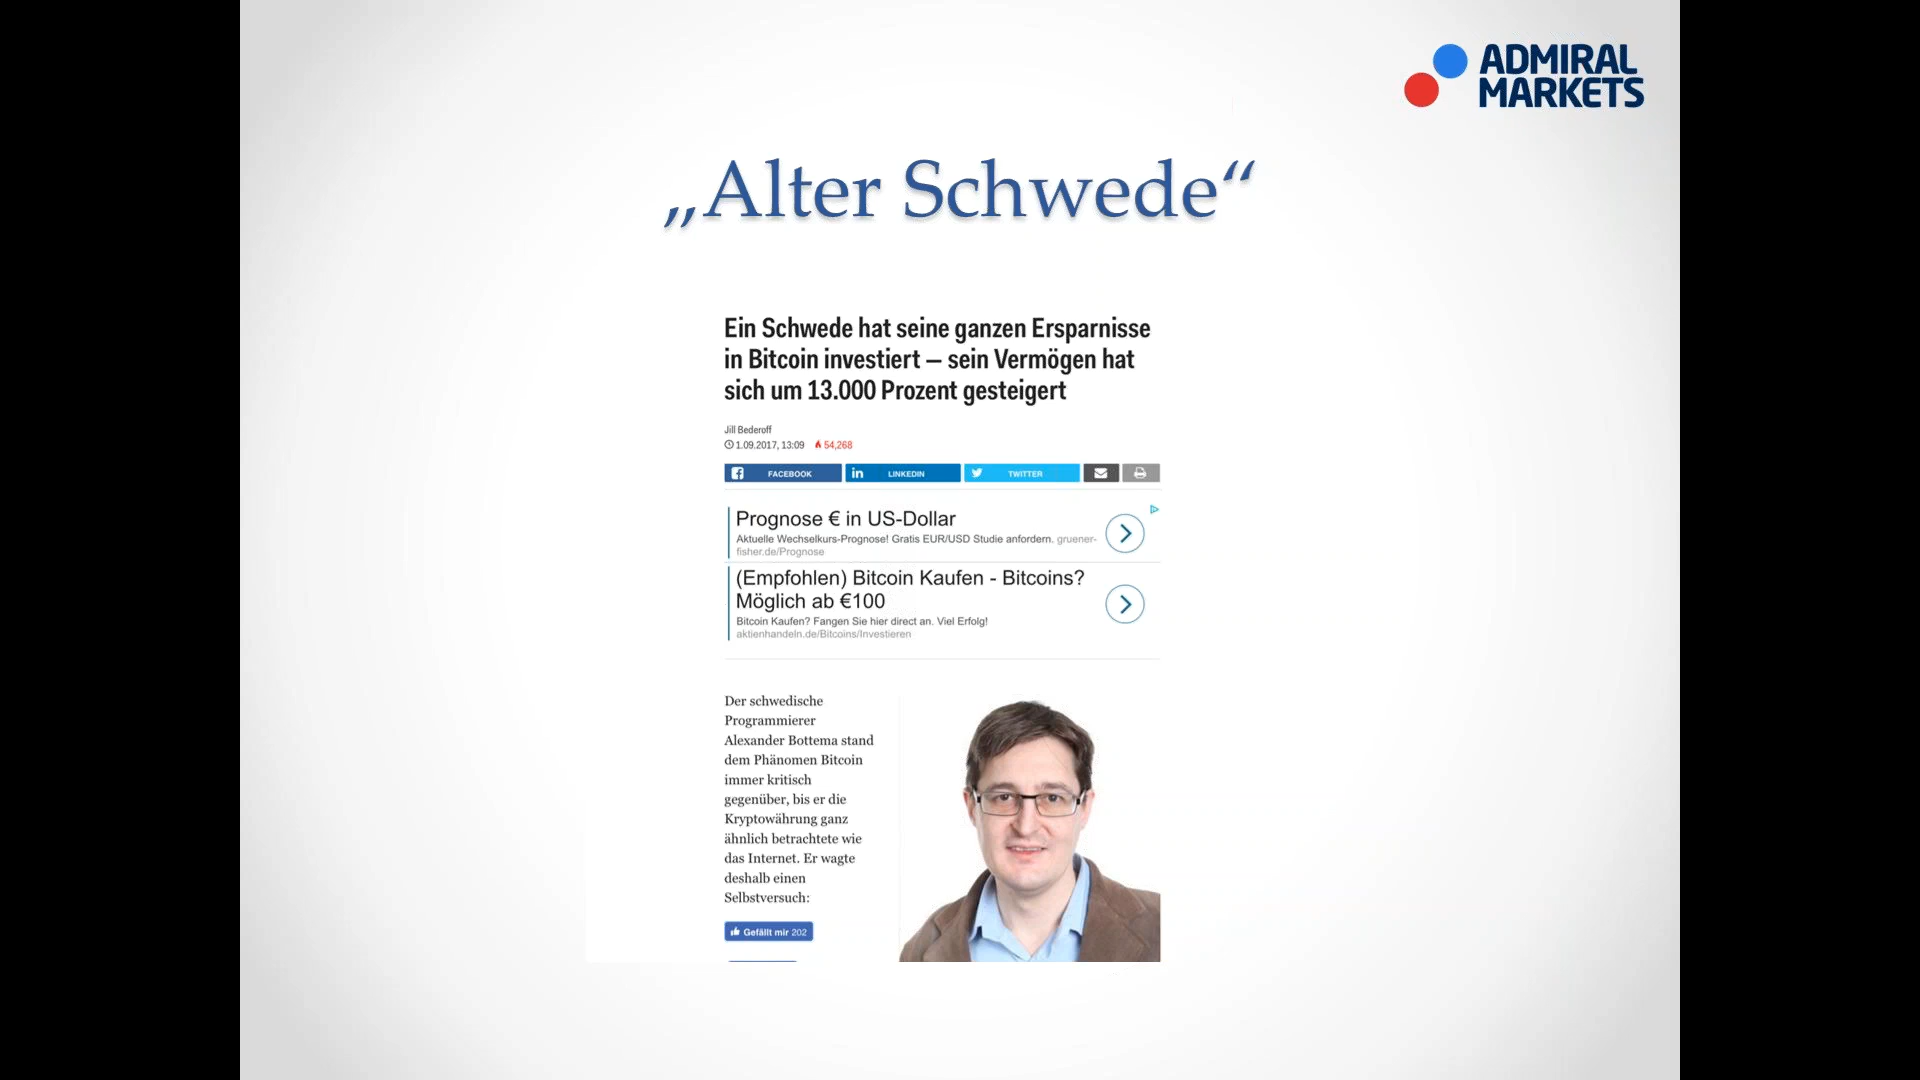 ADMIRAL
MARKETS
„Alter Schwede“
Ein Schwede hat seine ganzen Ersparnisse
in Bitcoin investiert – sein Vermögen hat
sich um 13.000 Prozent gesteigert
Jill Bederoff
1.09.2017, 13:09 54,268
FACEBOOK LINKEDIN TWITTER
Prognose € in US-Dollar
Aktuelle Wechselkurs-Prognose! Gratis EUR/USD Studie anfordern. gruener-
fisher.de/Prognose
(Empfohlen) Bitcoin Kaufen - Bitcoins?
Möglich ab €100
Bitcoin Kaufen? Fangen Sie hier direct an. Viel Erfolg!
aktienhandeln.de/Bitcoins/Investieren
Der schwedische
Programmierer
Alexander Bottema stand
dem Phänomen Bitcoin
immer kritisch
gegenüber, bis er die
Kryptowährung ganz
ähnlich betrachtete wie
das Internet. Er wagte
deshalb einen
Selbstversuch:
Gefällt mir 202